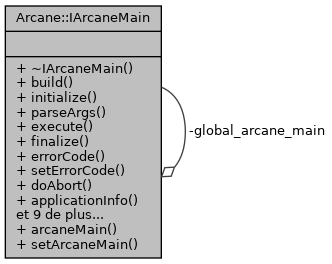 Arcane::IArcaneMain
+ ~IArcaneMain()
+ build()
+ initialize()
+ parseArgs()
+ execute()
+ finalize()
+ errorCode()
+ setErrorCode()
+ doAbort()
+ applicationInfo()
et 9 de plus...
+ arcaneMain()
+ setArcaneMain()
-global_arcane_main